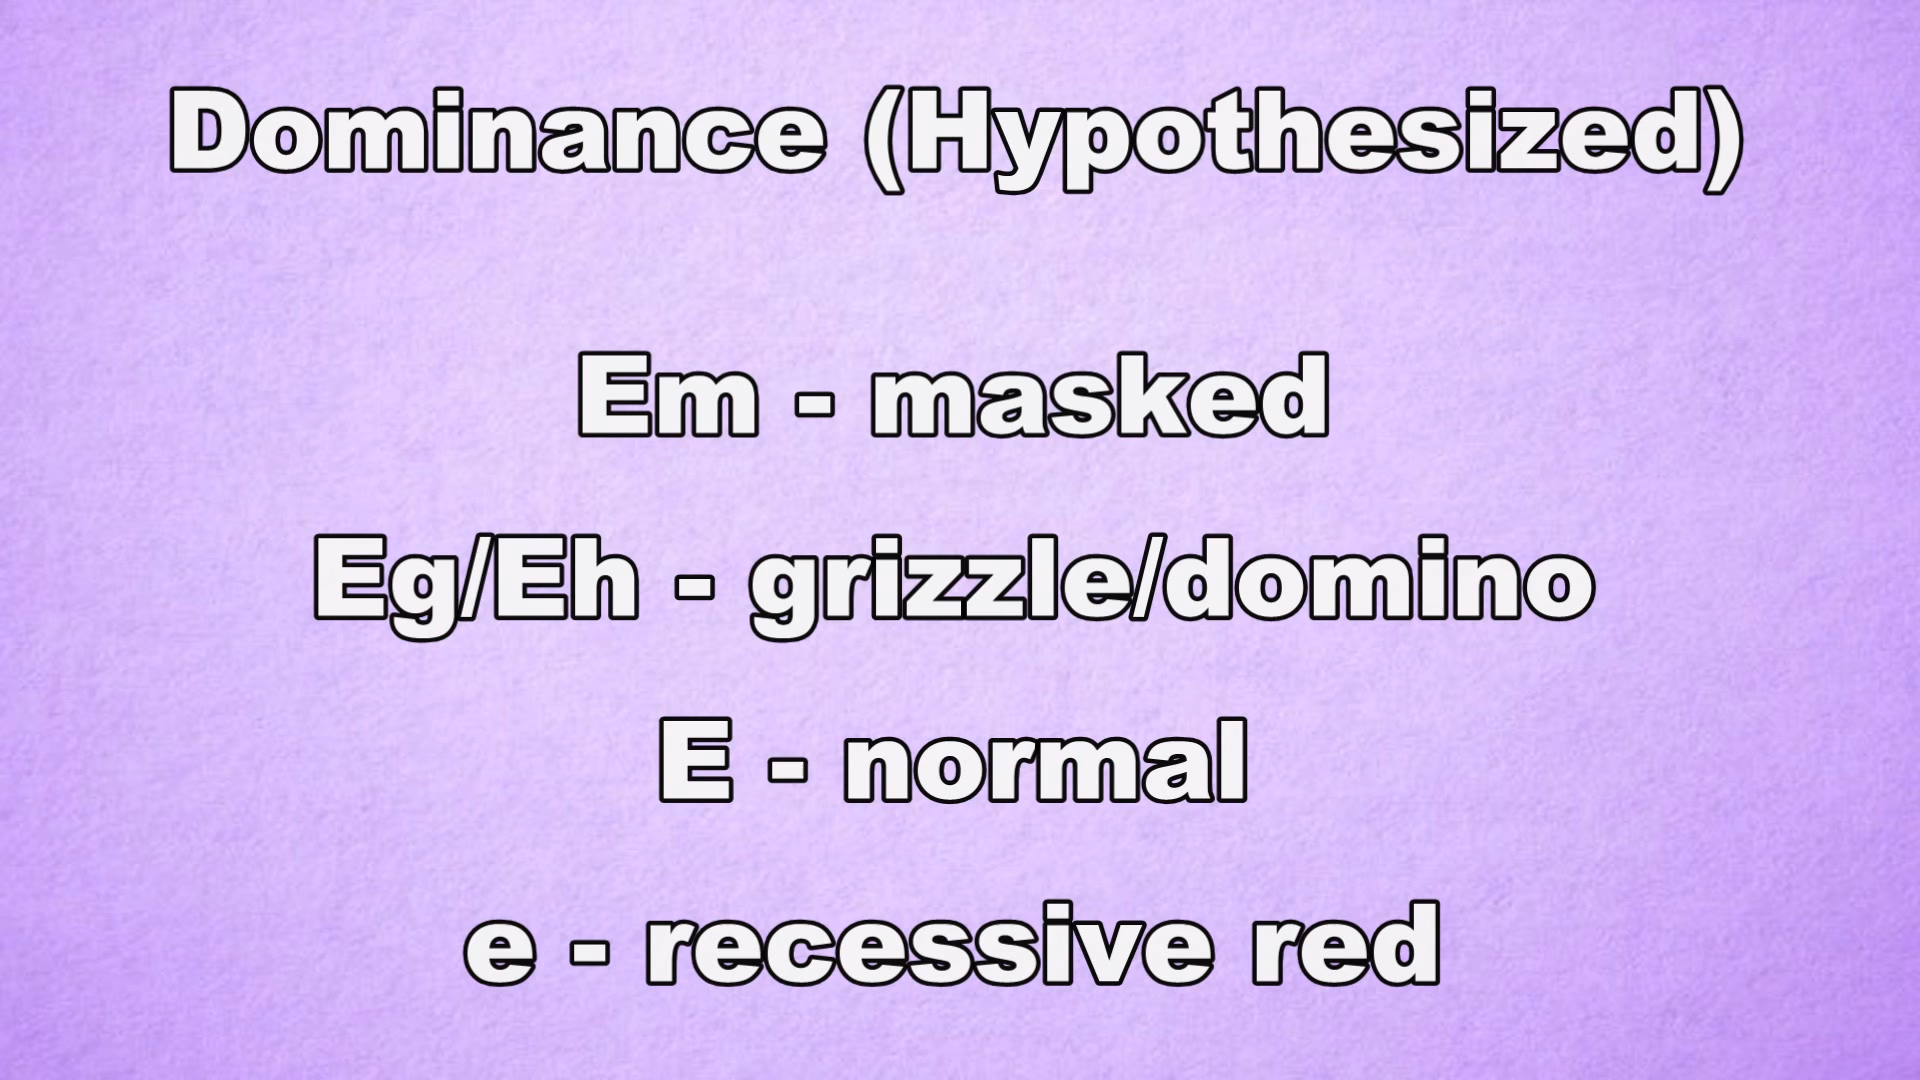 Dominance (Hypothesized)
Em - masked
Eg/Eh - grizzle/domino
E - normal
e - recessive red